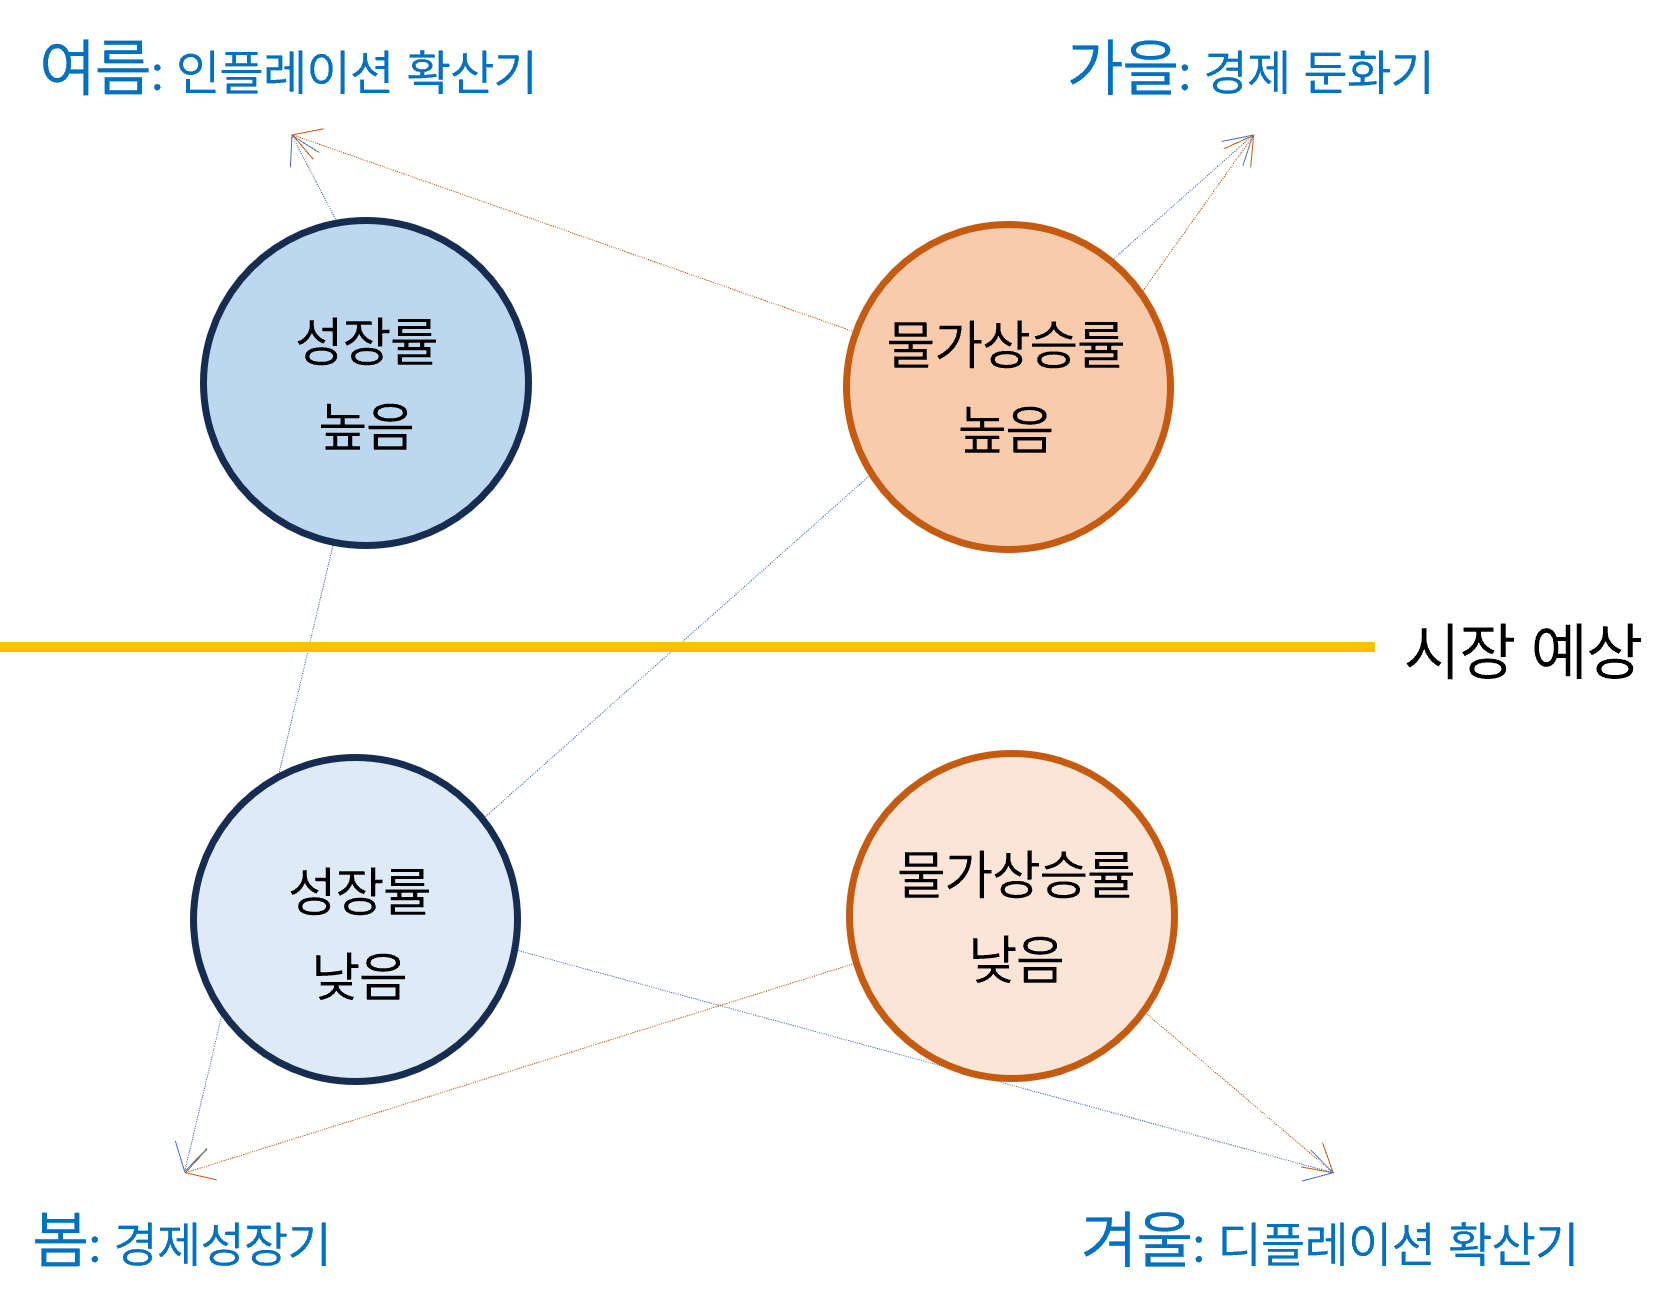 여름: 인플레이션 확산기
가을: 경제 둔화기
성장률
높음
물가상승률
높음
시장 예상
성장률
낮음
물가상승률
낮음
봄: 경제성장기
겨울: 디플레이션 확산기